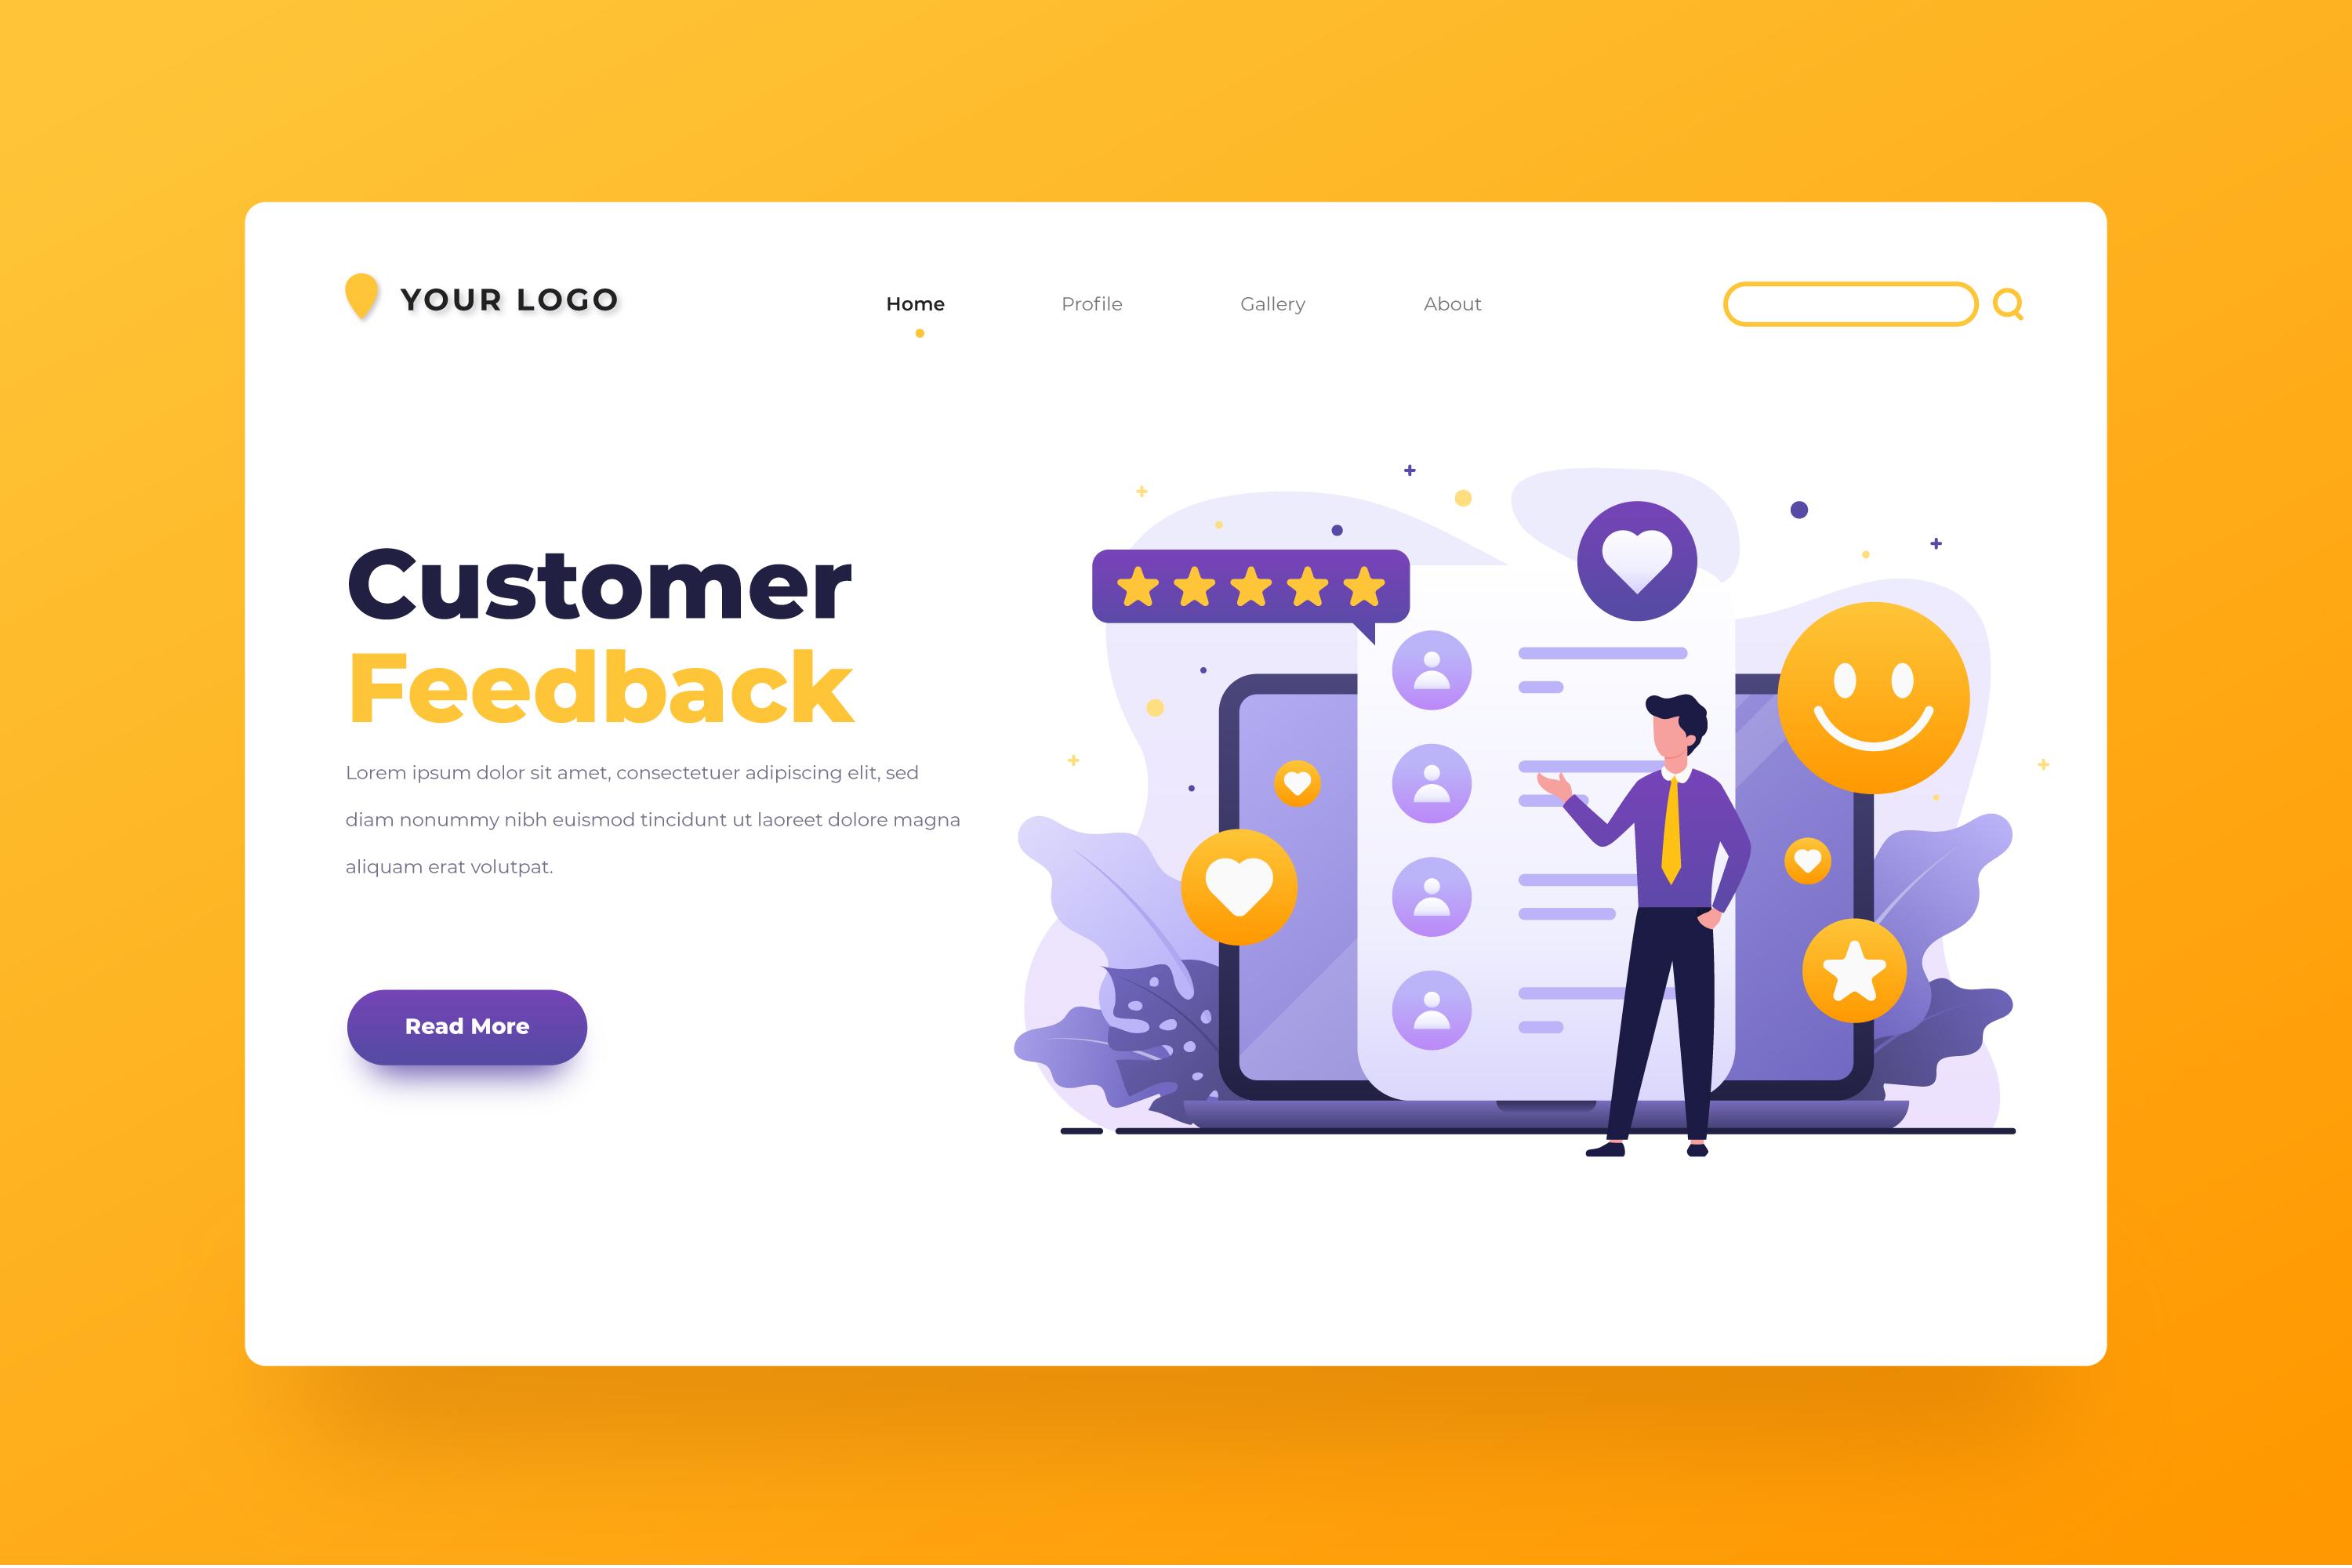 YOUR LOGO
Home
Profile
Gallery
About
Customer
Feedback
Lorem ipsum dolor sit amet, consectetuer adipiscing elit, sed
diam nonummy nibh euismod tincidunt ut laoreet dolore magna
aliquam erat volutpat.
Read More